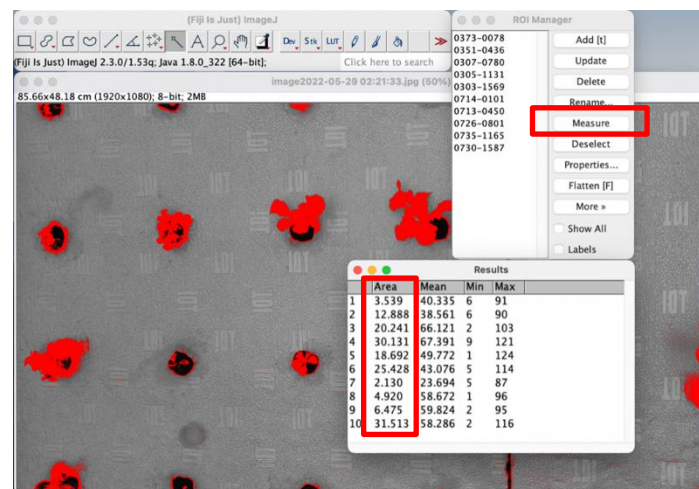 (Fiji Is Just) ImageJ
Dev Stk LUT
(Fiji Is Just) ImageJ 2.3.0/1.53q; Java 1.8.0_322 [64-bit];
Click here to search
image2022-05-29 02:21:33.jpg (50%)
85.66x48.18 cm (1920x1080); 8-bit; 2MB
ROI Manager
0373-0078
0351-0436
0307-0780
0305-1131
0303-1569
0714-0101
0713-0450
0726-0801
0735-1165
0730-1587
Add [t]
Update
Delete
Rename...
Measure
Deselect
Properties...
Flatten [F]
More »
Show All
Labels
Results
Area Mean Min Max
1 3.539 40.335 6 91
2 12.888 38.561 6 90
3 20.241 66.121 2 103
4 30.131 67.391 9 121
5 18.692 49.772 1 124
6 25.428 43.076 5 114
7 2.130 23.694 5 87
8 4.920 58.672 1 96
9 6.475 59.824 2 95
10 31.513 58.286 2 116